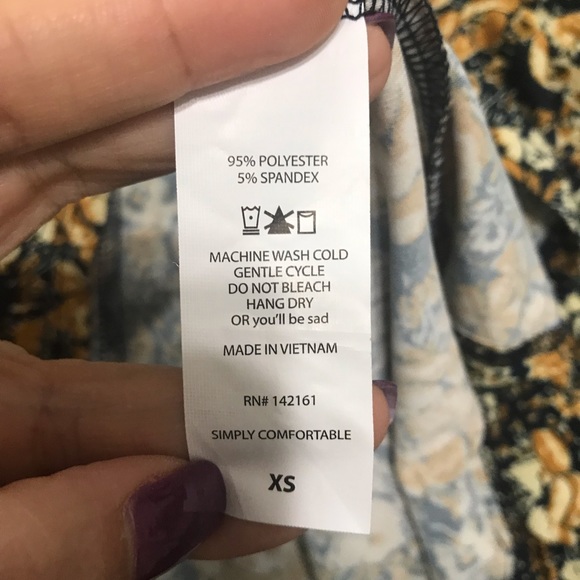 95% POLYESTER
5% SPANDEX
MACHINE WASH COLD
GENTLE CYCLE
DO NOT BLEACH
HANG DRY
OR you'll be sad
MADE IN VIETNAM
RN# 142161
SIMPLY COMFORTABLE
XS